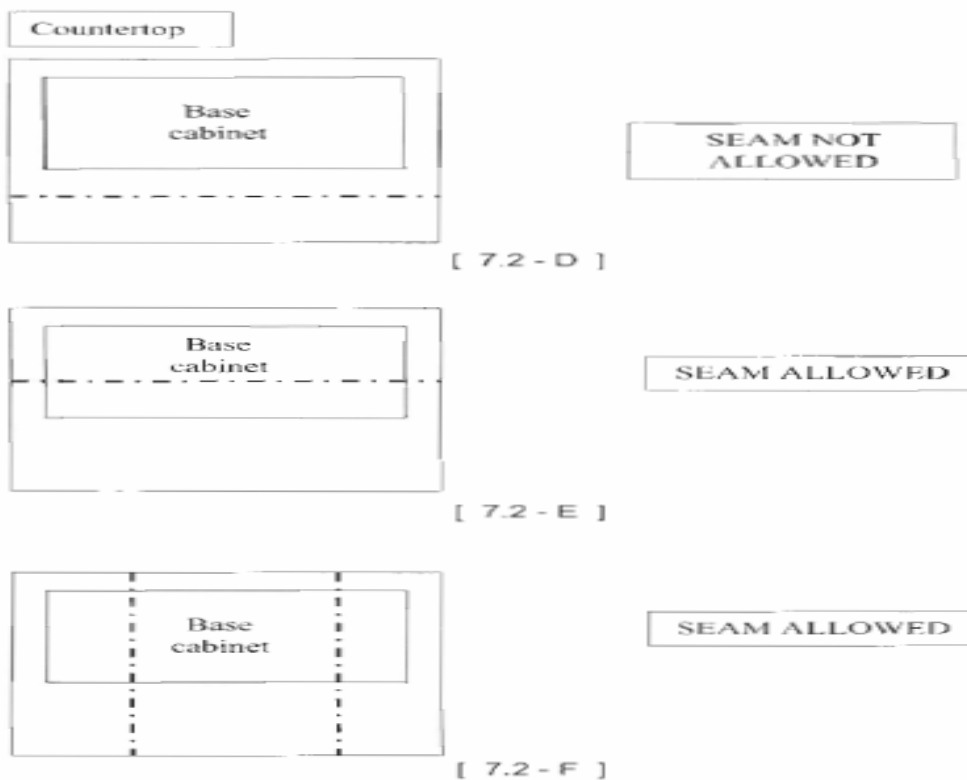 Countertop
Base
cabinet
SEAM NOT
ALLOWED
[ 7.2 - D ]
Base
cabinet
SEAM ALLOWED
[ 7.2 - E ]
Base
cabinet
SEAM ALLOWED
[ 7.2 - F ]